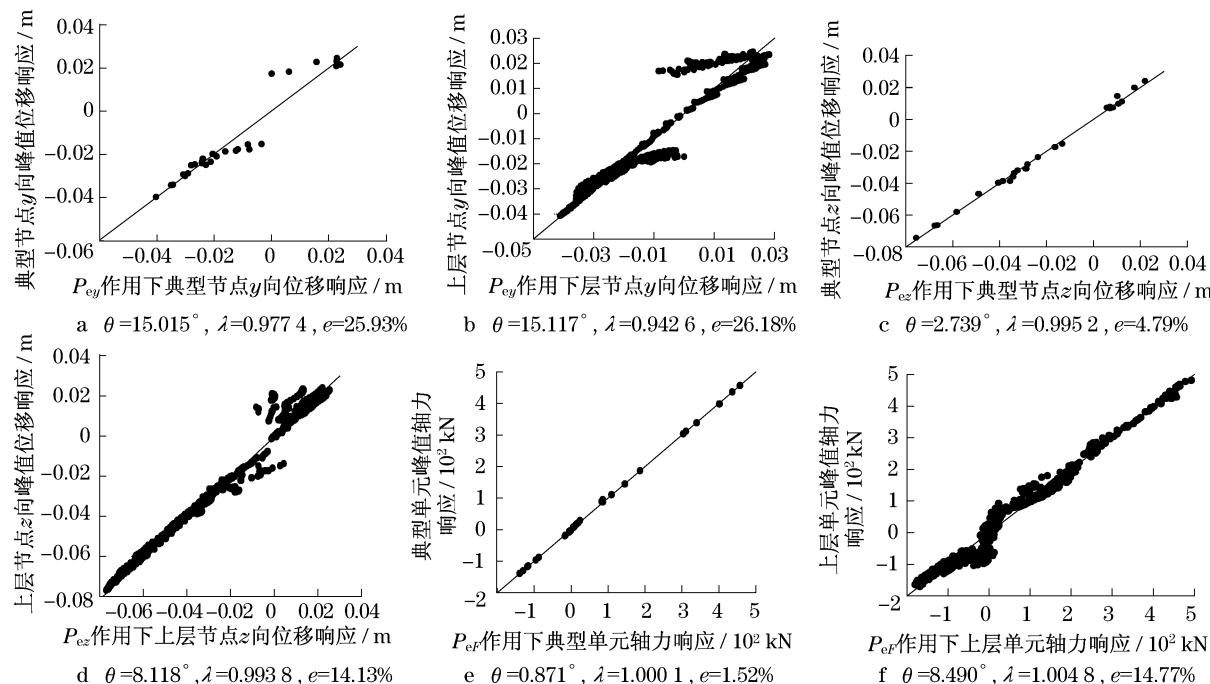 典型节点y向峰值位移响应 / m
0.04
0.02
0
−0.02
−0.04
−0.06
−0.04 −0.02 0 0.02 0.04
Pey作用下典型节点y向位移响应 / m
a θ=15.015°, λ=0.977 4, e=25.93%
上层节点y向峰值位移响应 / m
0.03
0.02
0.01
0
−0.01
−0.02
−0.03
−0.04
−0.05
−0.03 −0.01 0.01 0.03
Pey作用下层节点y向位移响应 / m
b θ=15.117°, λ=0.942 6, e=26.18%
典型节点z向峰值位移响应 / m
0.04
0.02
0
−0.02
−0.04
−0.06
−0.08
−0.06 −0.04 −0.02 0 0.02 0.04
Pez作用下典型节点z向位移响应 / m
c θ=2.739°, λ=0.995 2, e=4.79%
上层节点z向峰值位移响应 / m
0.04
0.02
0
−0.02
−0.04
−0.06
−0.08
−0.06 −0.04 −0.02 0 0.02 0.04
Pez作用下上层节点z向位移响应 / m
d θ=8.118°, λ=0.993 8, e=14.13%
典型单元峰值轴力
响应 / 10² kN
5
4
3
2
1
0
−1
−2
−1 0 1 2 3 4 5
PeF作用下典型单元轴力响应 / 10² kN
e θ=0.871°, λ=1.000 1, e=1.52%
上层单元峰值轴力
响应 / 10² kN
5
4
3
2
1
0
−1
−2
−1 0 1 2 3 4 5
PeF作用下上层单元轴力响应 / 10² kN
f θ=8.490°, λ=1.004 8, e=14.77%